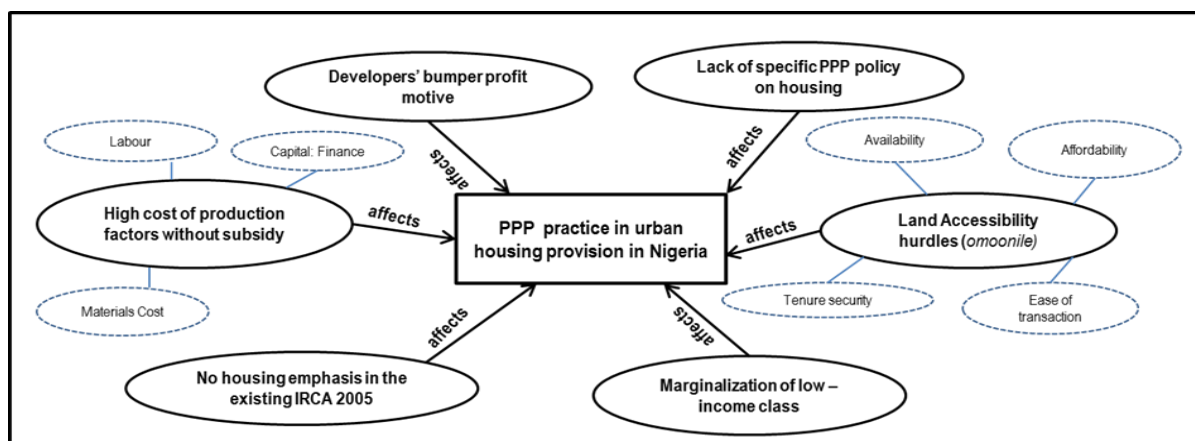 Developers’ bumper profit
motive
Lack of specific PPP policy
on housing
Labour
Capital: Finance
Availability
Affordability
affects
affects
High cost of production
factors without subsidy
affects
PPP practice in urban
housing provision in Nigeria
affects
Land Accessibility
hurdles (omoonile)
Materials Cost
Tenure security
Ease of
transaction
affects
affects
No housing emphasis in the
existing IRCA 2005
Marginalization of low –
income class